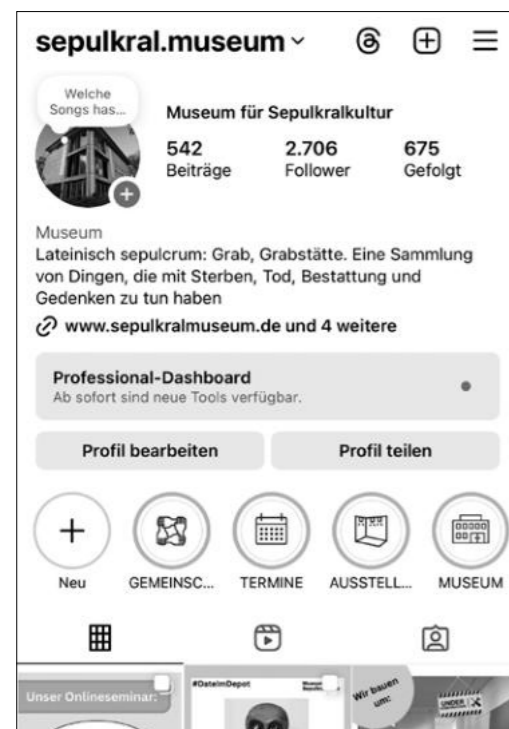 sepulkral.museum
Welche
Songs has...
Museum für Sepulkralkultur
542 2.706 675
Beiträge Follower Gefolgt
Museum
Lateinisch sepulcrum: Grab, Grabstätte. Eine Sammlung
von Dingen, die mit Sterben, Tod, Bestattung und
Gedenken zu tun haben
www.sepulkralmuseum.de und 4 weitere
Professional-Dashboard
Ab sofort sind neue Tools verfügbar.
Profil bearbeiten Profil teilen
Neu GEMEINSC... TERMINE AUSSTELL... MUSEUM
Unser Onlineseminar:
#DateImDepot
Wir bauen
um:
UNDER